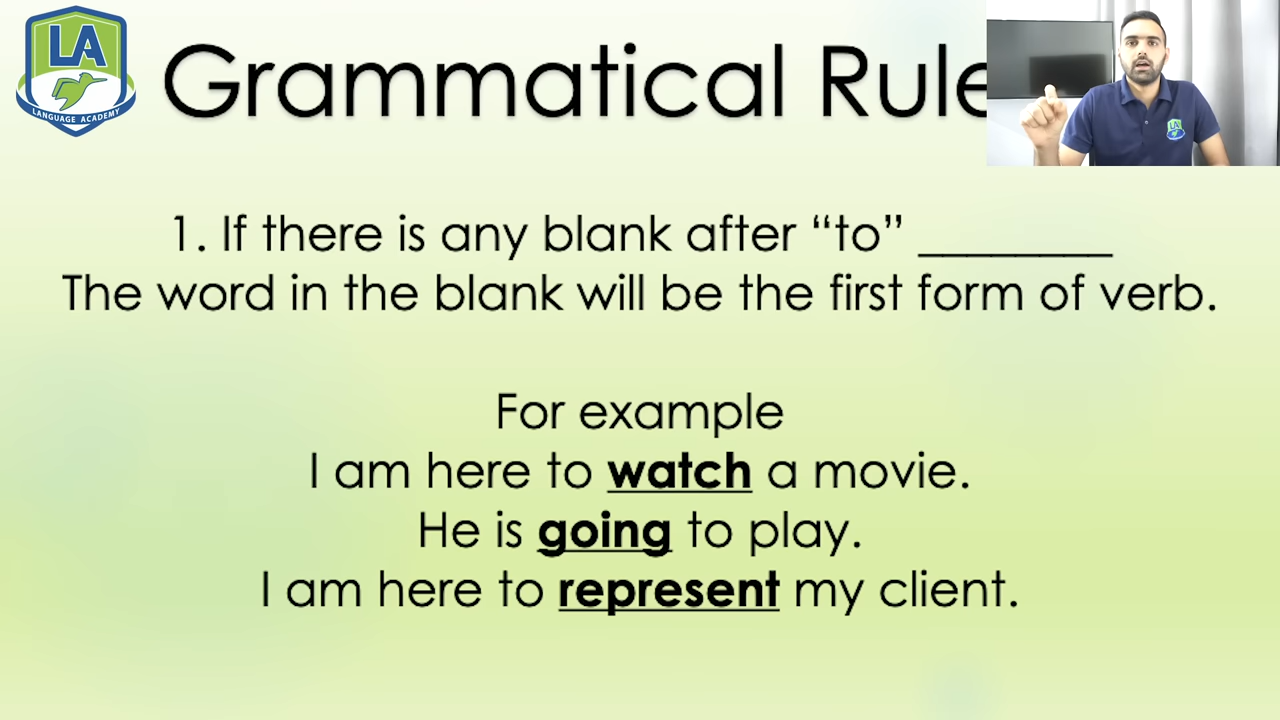 LA
LANGUAGE ACADEMY
Grammatical Rule
LA
1. If there is any blank after “to” ________
The word in the blank will be the first form of verb.
For example
I am here to watch a movie.
He is going to play.
I am here to represent my client.